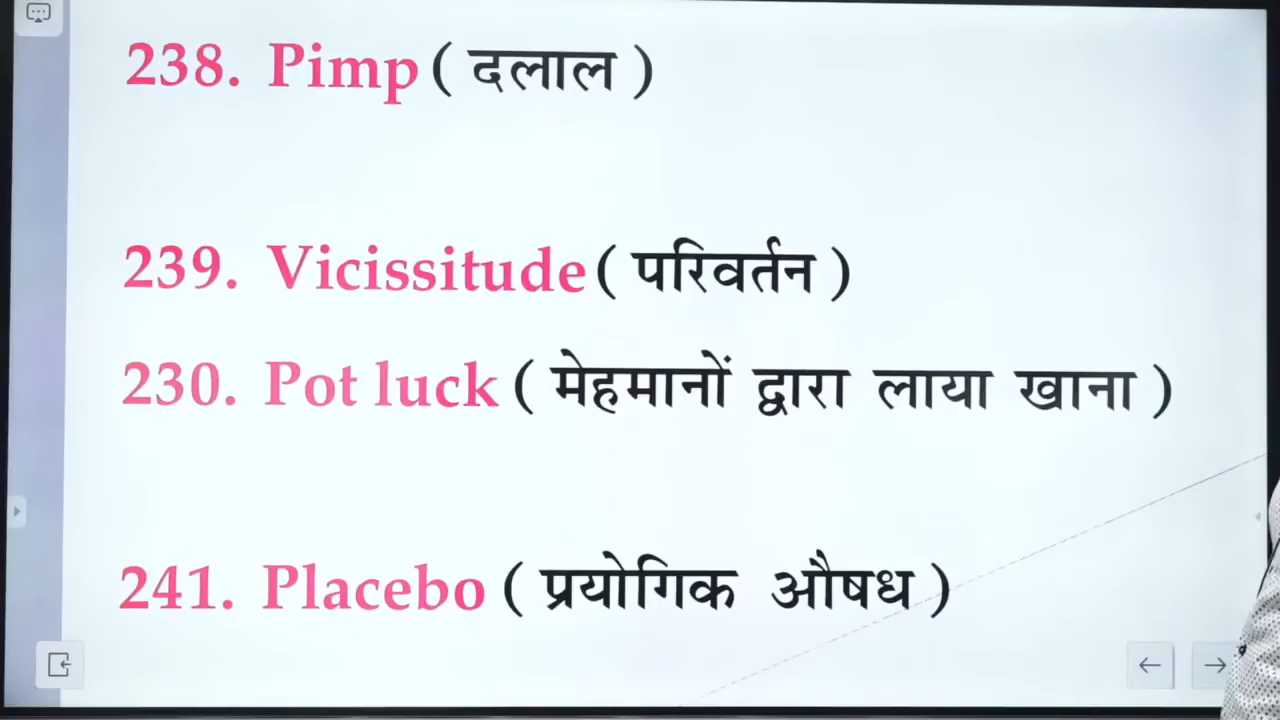 238. Pimp ( दलाल )
239. Vicissitude ( परिवर्तन )
230. Pot luck ( मेहमानों द्वारा लाया खाना )
241. Placebo ( प्रयोगिक औषध )